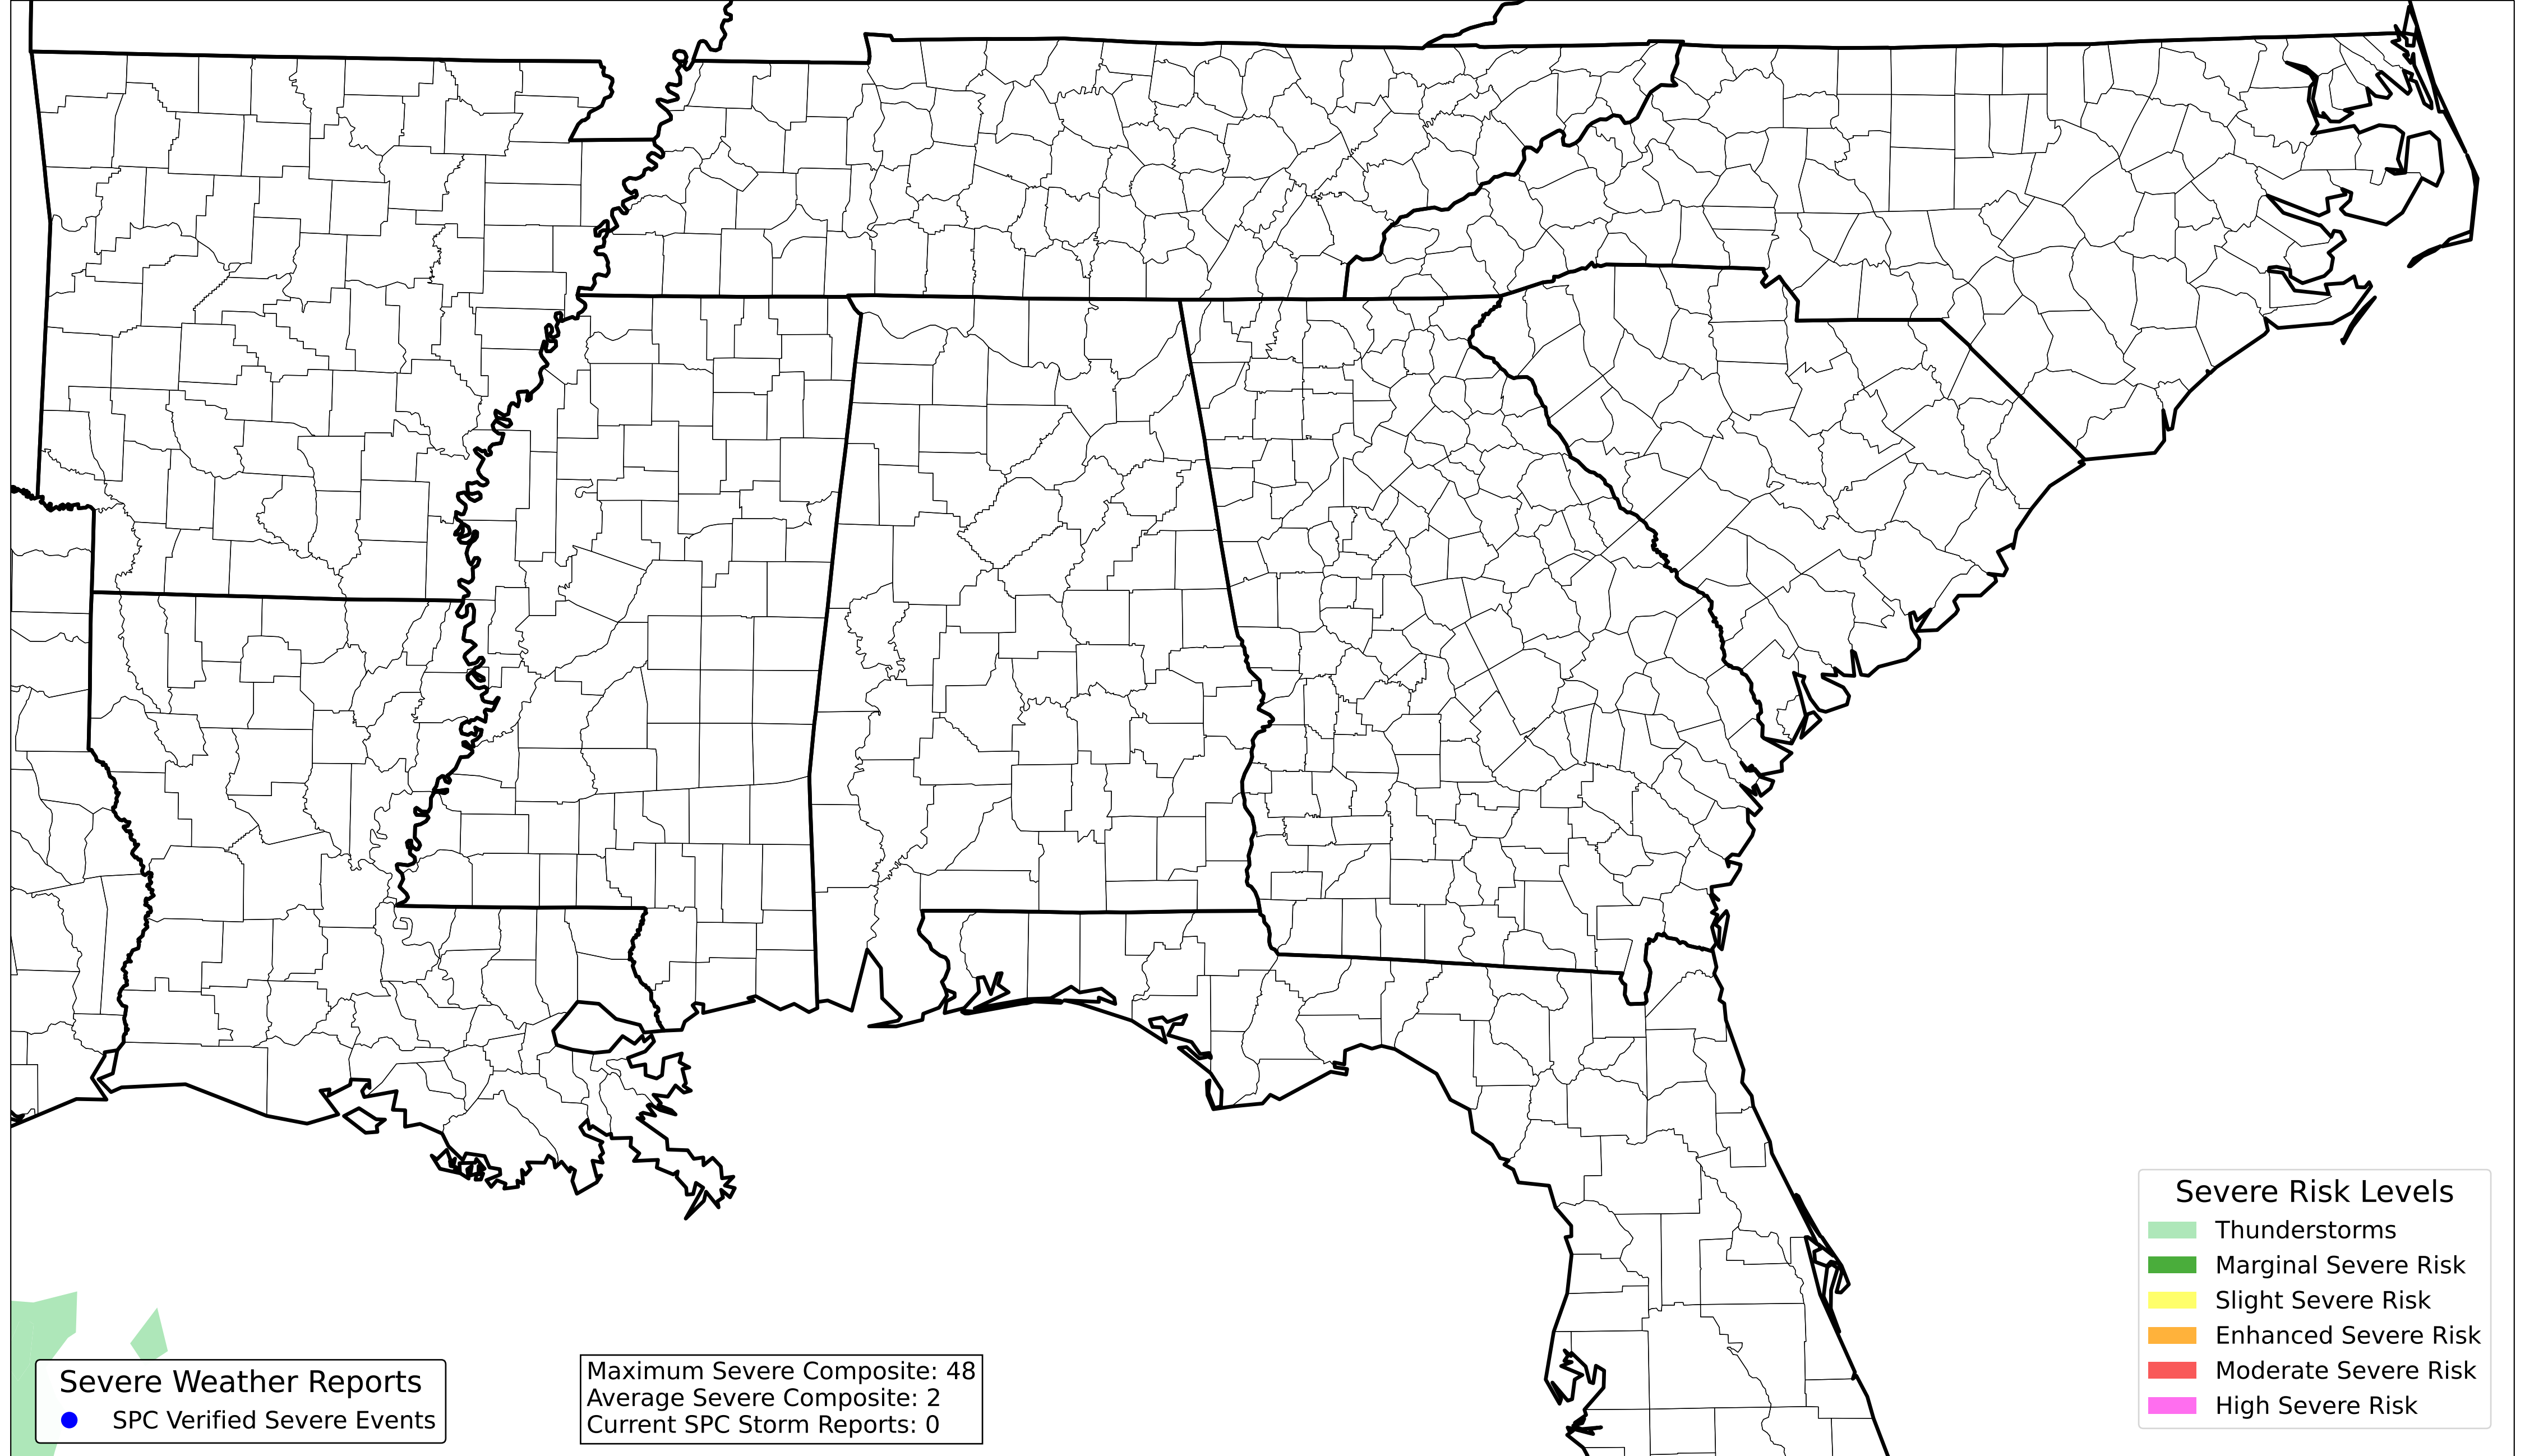 Severe Risk Levels
Thunderstorms
Marginal Severe Risk
Slight Severe Risk
Enhanced Severe Risk
Moderate Severe Risk
High Severe Risk
Severe Weather Reports
SPC Verified Severe Events
Maximum Severe Composite: 48
Average Severe Composite: 2
Current SPC Storm Reports: 0